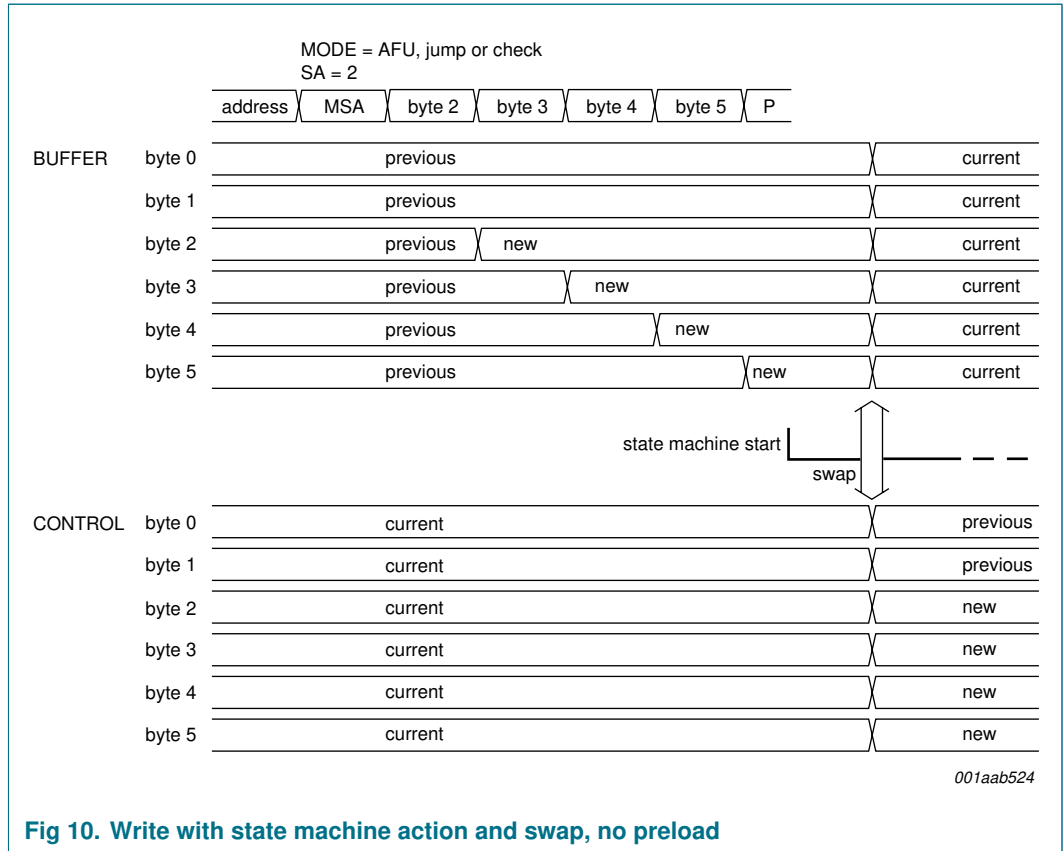 MODE = AFU, jump or check
SA = 2
address MSA byte 2 byte 3 byte 4 byte 5 P
BUFFER byte 0 previous current
byte 1 previous current
byte 2 previous new current
byte 3 previous new current
byte 4 previous new current
byte 5 previous new current
state machine start
swap
CONTROL byte 0 current previous
byte 1 current previous
byte 2 current new
byte 3 current new
byte 4 current new
byte 5 current new
001aab524
Fig 10. Write with state machine action and swap, no preload